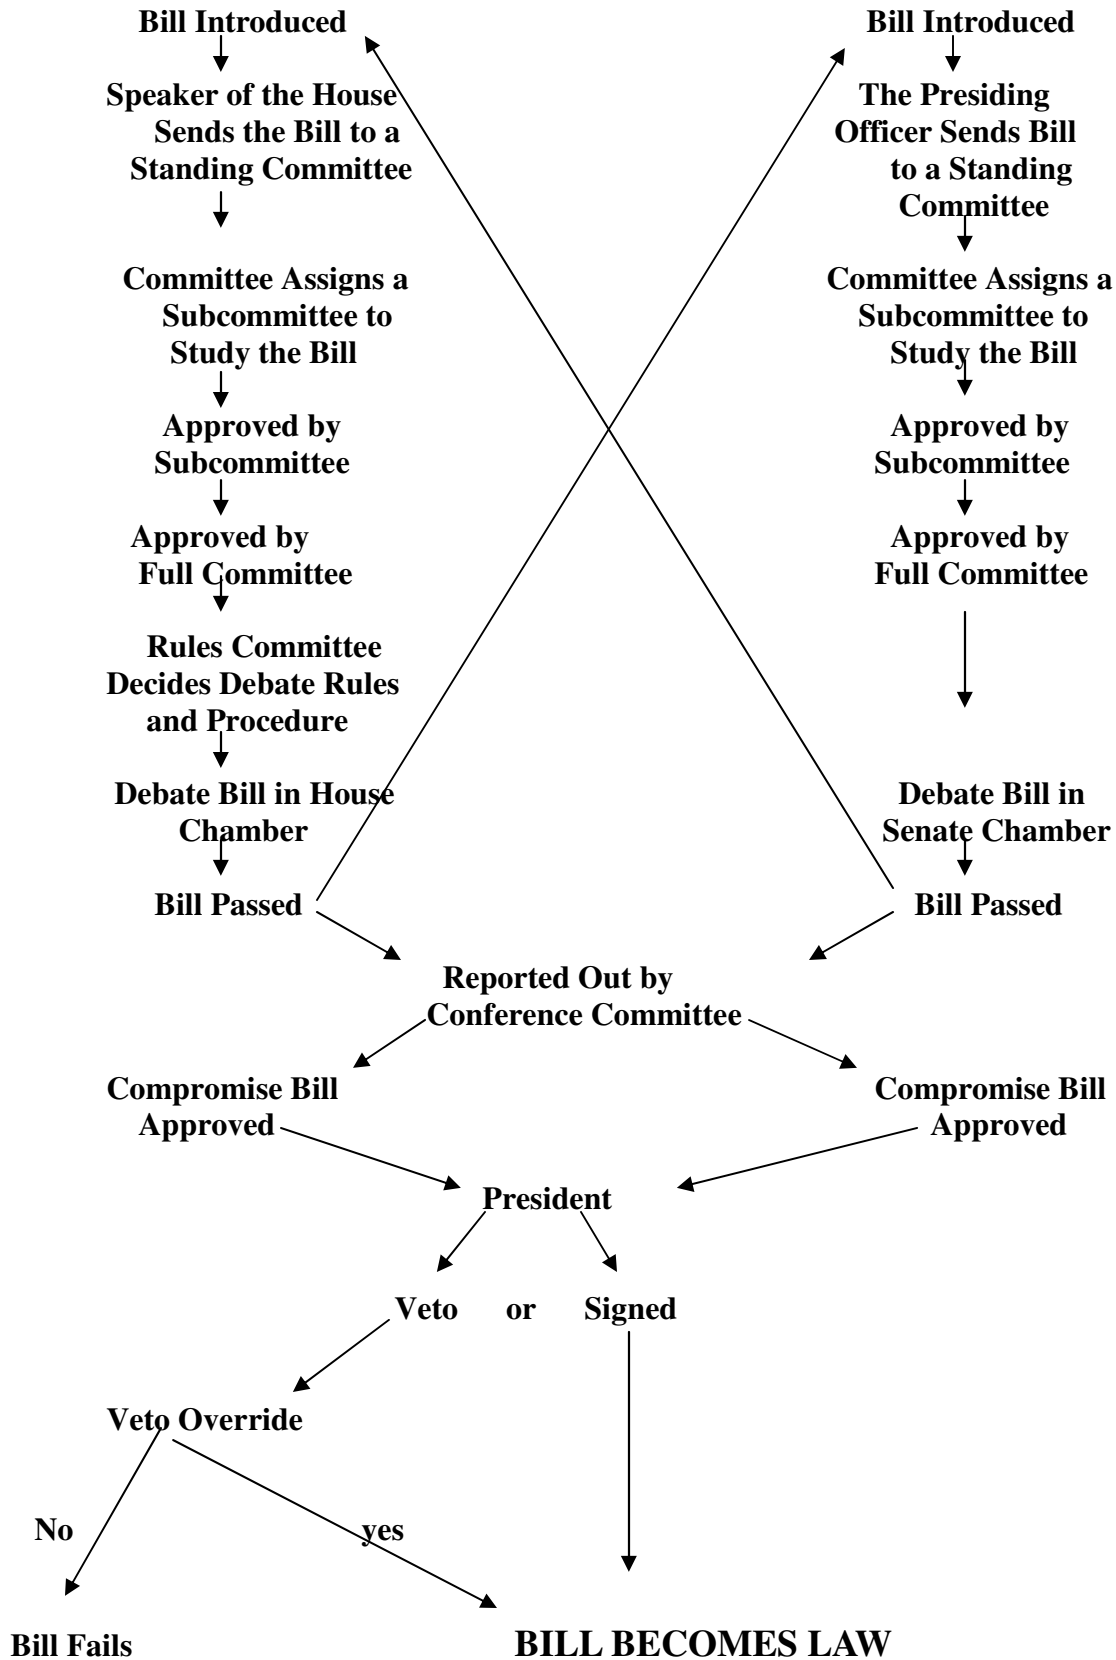 Bill Introduced
Speaker of the House
Sends the Bill to a
Standing Committee
Committee Assigns a
Subcommittee to
Study the Bill
Approved by
Subcommittee
Approved by
Full Committee
Rules Committee
Decides Debate Rules
and Procedure
Debate Bill in House
Chamber
Bill Passed
Bill Introduced
The Presiding
Officer Sends Bill
to a Standing
Committee
Committee Assigns a
Subcommittee to
Study the Bill
Approved by
Subcommittee
Approved by
Full Committee
Debate Bill in
Senate Chamber
Bill Passed
Reported Out by
Conference Committee
Compromise Bill
Approved
Compromise Bill
Approved
President
Veto or Signed
Veto Override
No yes
Bill Fails
BILL BECOMES LAW